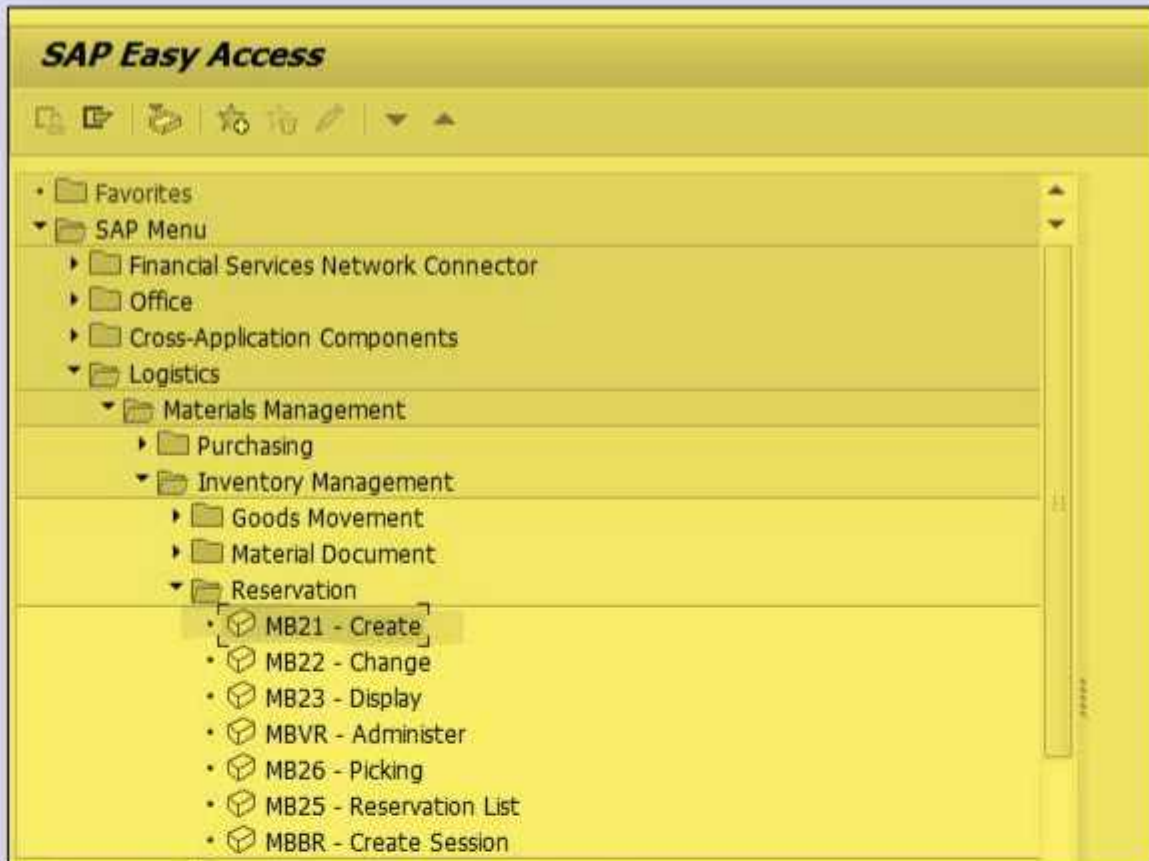 SAP Easy Access
Favorites
SAP Menu
Financial Services Network Connector
Office
Cross-Application Components
Logistics
Materials Management
Purchasing
Inventory Management
Goods Movement
Material Document
Reservation
MB21 - Create
MB22 - Change
MB23 - Display
MBVR - Administer
MB26 - Picking
MB25 - Reservation List
MBBR - Create Session